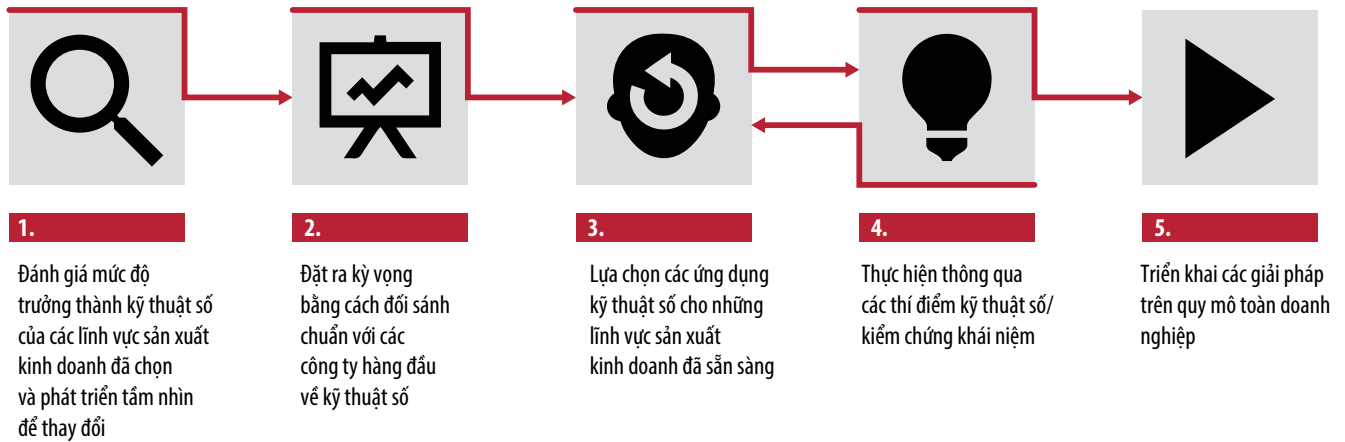 1.
Đánh giá mức độ
trưởng thành kỹ thuật số
của các lĩnh vực sản xuất
kinh doanh đã chọn
và phát triển tầm nhìn
để thay đổi
2.
Đặt ra kỳ vọng
bằng cách đối sánh
chuẩn với các
công ty hàng đầu
về kỹ thuật số
3.
Lựa chọn các ứng dụng
kỹ thuật số cho những
lĩnh vực sản xuất
kinh doanh đã sẵn sàng
4.
Thực hiện thông qua
các thí điểm kỹ thuật số/
kiểm chứng khái niệm
5.
Triển khai các giải pháp
trên quy mô toàn doanh
nghiệp